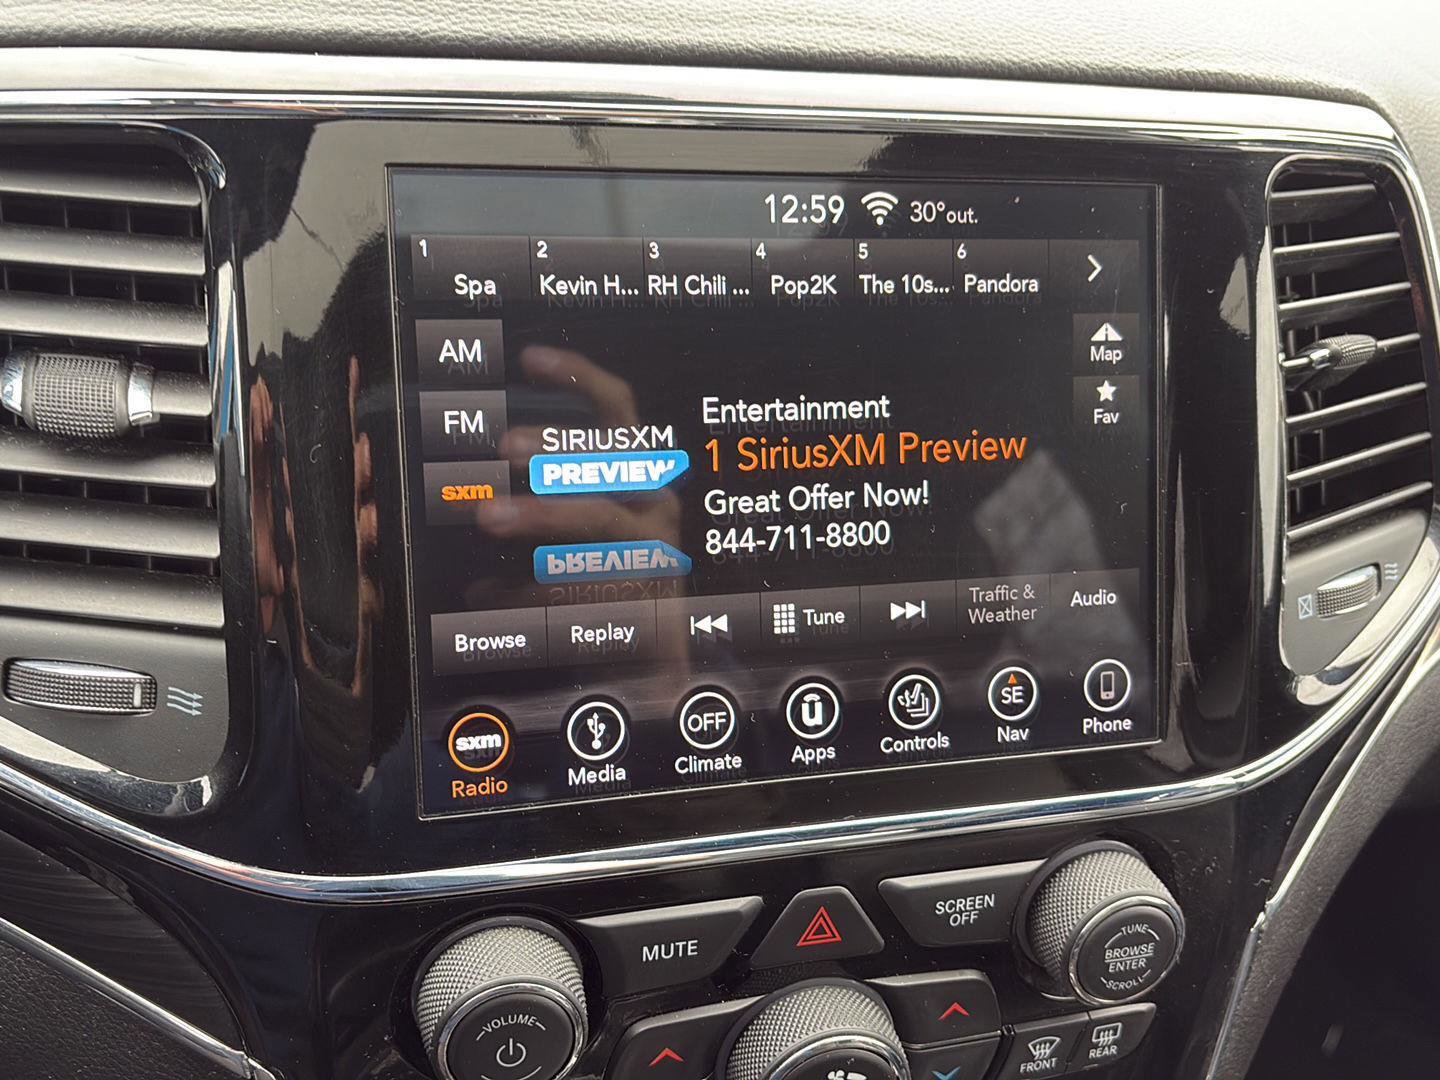 12:59 30° out.
1 2 3 4 5 6
Spa Kevin H... RH Chili ... Pop2K The 10s... Pandora
AM
Map
FM
Fav
sxm
SIRIUSXM
PREVIEW
Entertainment
1 SiriusXM Preview
Great Offer Now!
844-711-8800
Browse Replay Tune Traffic & Weather Audio
sxm OFF û SE
Radio Media Climate Apps Controls Nav Phone
MUTE
SCREEN
OFF
VOLUME
TUNE
BROWSE
ENTER
SCROLL
FRONT
REAR